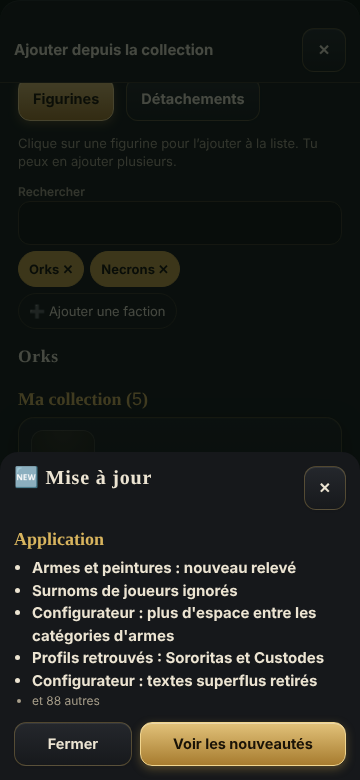 Ajouter depuis la collection
✕
Figurines
Détachements
Clique sur une figurine pour l'ajouter à la liste. Tu
peux en ajouter plusieurs.
Rechercher
Orks ✕
Necrons ✕
➕ Ajouter une faction
Orks
Ma collection (5)
🆕 Mise à jour
✕
Application
• Armes et peintures : nouveau relevé
• Surnoms de joueurs ignorés
• Configurateur : plus d'espace entre les
catégories d'armes
• Profils retrouvés : Sororitas et Custodes
• Configurateur : textes superflus retirés
• et 88 autres
Fermer
Voir les nouveautés